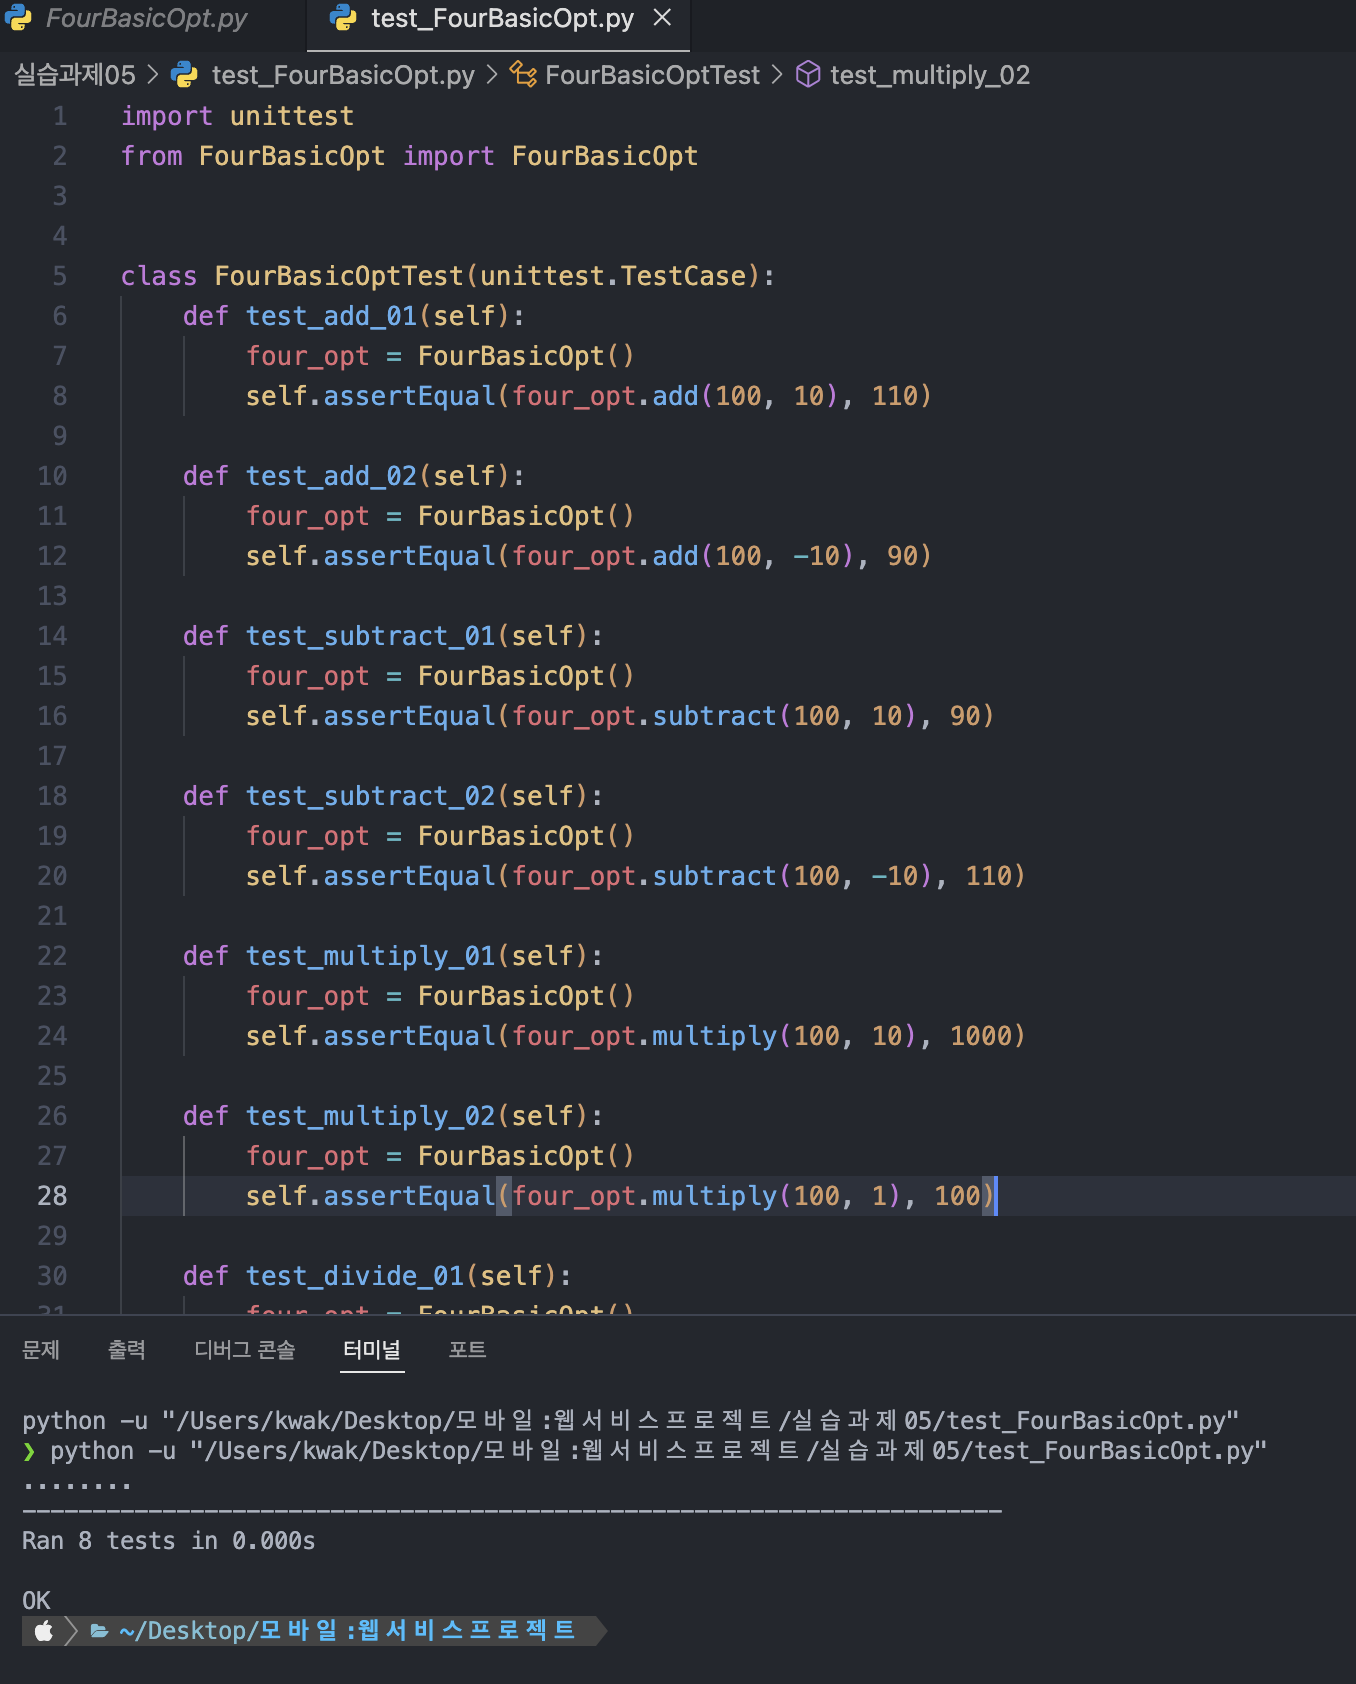 FourBasicOpt.py
test_FourBasicOpt.py
실습과제05 > test_FourBasicOpt.py > FourBasicOptTest > test_multiply_02
1 import unittest
2 from FourBasicOpt import FourBasicOpt
3
4
5 class FourBasicOptTest(unittest.TestCase):
6 def test_add_01(self):
7 four_opt = FourBasicOpt()
8 self.assertEqual(four_opt.add(100, 10), 110)
9
10 def test_add_02(self):
11 four_opt = FourBasicOpt()
12 self.assertEqual(four_opt.add(100, -10), 90)
13
14 def test_subtract_01(self):
15 four_opt = FourBasicOpt()
16 self.assertEqual(four_opt.subtract(100, 10), 90)
17
18 def test_subtract_02(self):
19 four_opt = FourBasicOpt()
20 self.assertEqual(four_opt.subtract(100, -10), 110)
21
22 def test_multiply_01(self):
23 four_opt = FourBasicOpt()
24 self.assertEqual(four_opt.multiply(100, 10), 1000)
25
26 def test_multiply_02(self):
27 four_opt = FourBasicOpt()
28 self.assertEqual(four_opt.multiply(100, 1), 100)
29
30 def test_divide_01(self):
31 four_opt = FourBasicOpt()
문제 출력 디버그 콘솔 터미널 포트
python -u "/Users/kwak/Desktop/모바일:웹서비스프로젝트/실습과제05/test_FourBasicOpt.py"
❯ python -u "/Users/kwak/Desktop/모바일:웹서비스프로젝트/실습과제05/test_FourBasicOpt.py"
........
----------------------------------------------------------------------
Ran 8 tests in 0.000s
OK
~/Desktop/모바일:웹서비스프로젝트